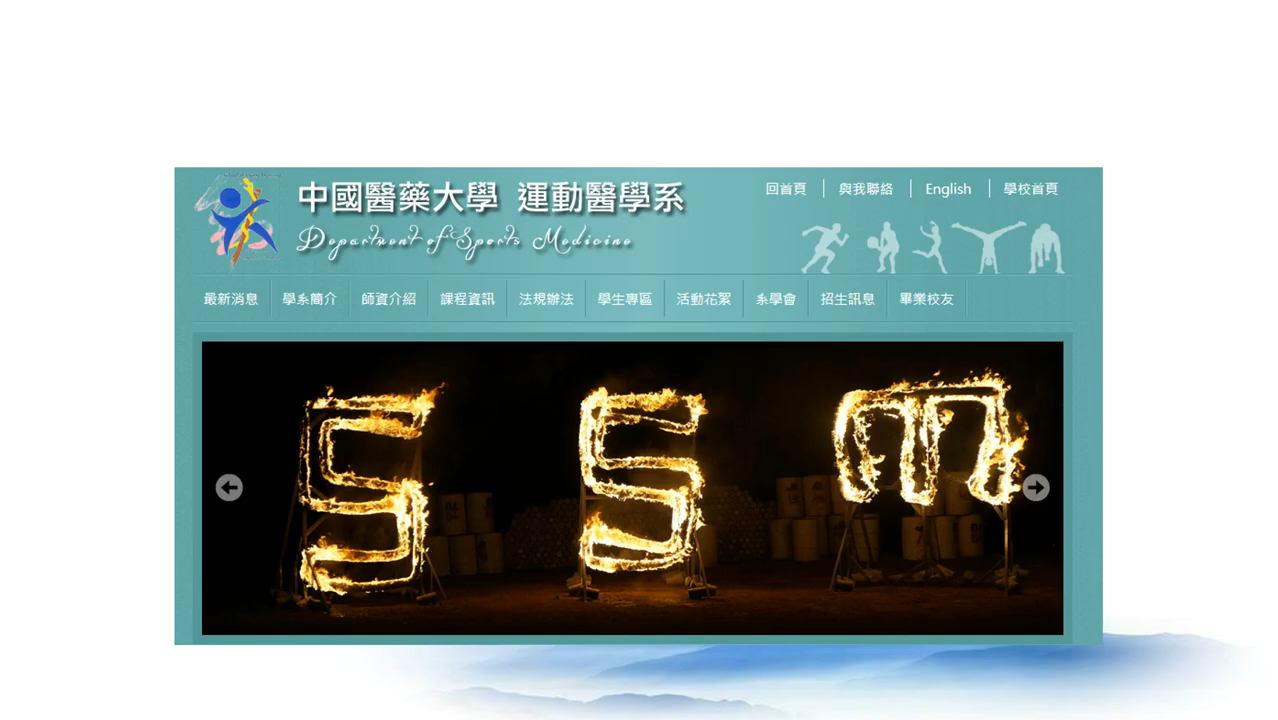 中國醫藥大學 運動醫學系
Department of Sports Medicine
回首頁 與我聯絡 English 學校首頁
最新消息 學系簡介 師資介紹 課程資訊 法規辦法 學生專區 活動花絮 系學會 招生訊息 畢業校友
SSm